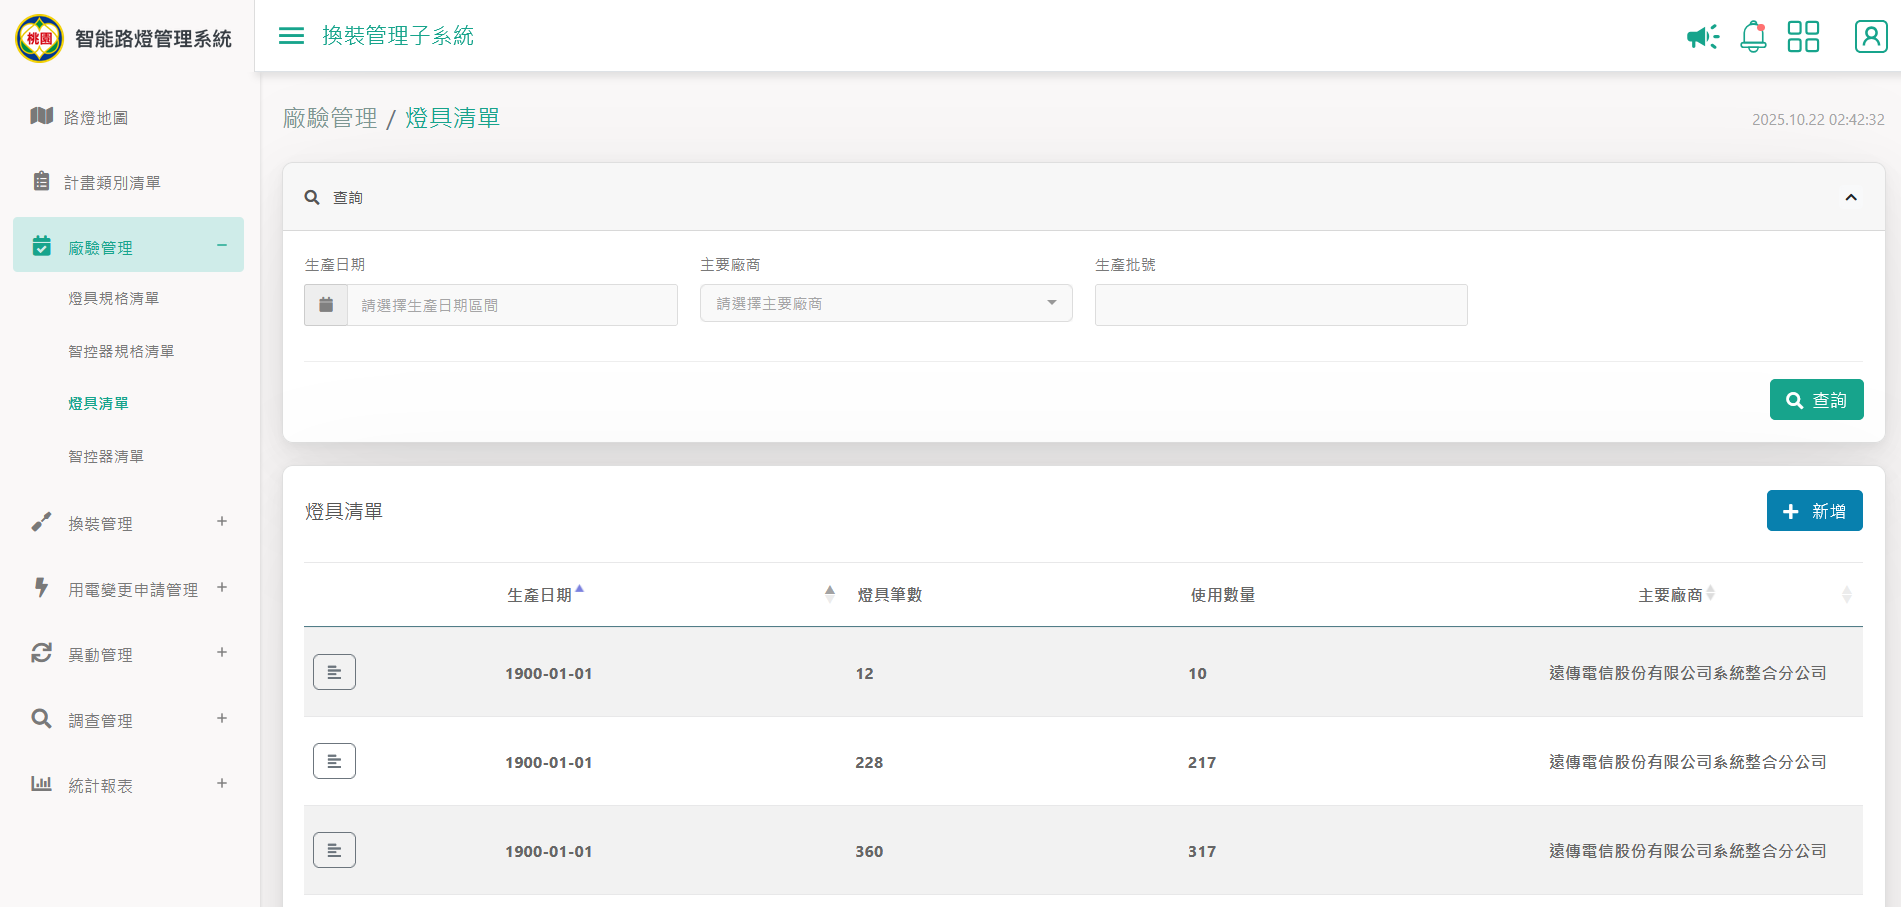 桃園
智能路燈管理系統
換裝管理子系統
路燈地圖
計畫類別清單
廠驗管理
燈具規格清單
智控器規格清單
燈具清單
智控器清單
換裝管理
用電變更申請管理
異動管理
調查管理
統計報表
廠驗管理 / 燈具清單
2025.10.22 02:42:32
查詢
生產日期 主要廠商 生產批號
請選擇生產日期區間 請選擇主要廠商
查詢
燈具清單
新增
生產日期 燈具筆數 使用數量 主要廠商
1900-01-01 12 10 遠傳電信股份有限公司系統整合分公司
1900-01-01 228 217 遠傳電信股份有限公司系統整合分公司
1900-01-01 360 317 遠傳電信股份有限公司系統整合分公司